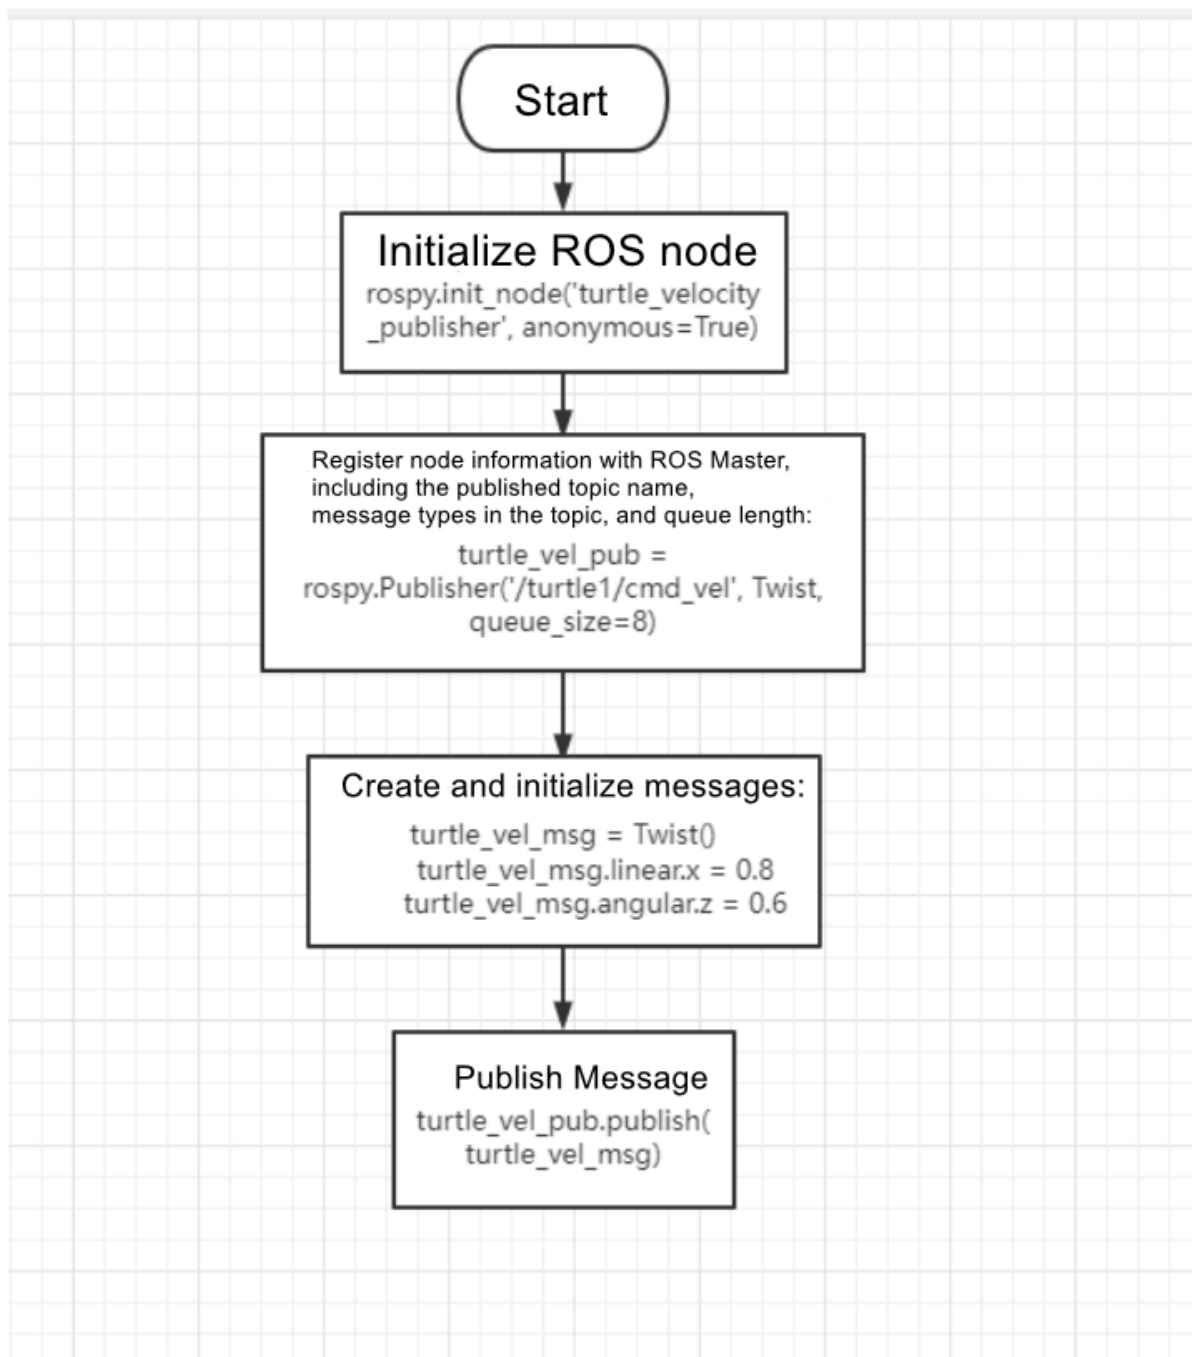 Start
Initialize ROS node
rospy.init_node('turtle_velocity
_publisher', anonymous=True)
Register node information with ROS Master,
including the published topic name,
message types in the topic, and queue length:
turtle_vel_pub =
rospy.Publisher('/turtle1/cmd_vel', Twist,
queue_size=8)
Create and initialize messages:
turtle_vel_msg = Twist()
turtle_vel_msg.linear.x = 0.8
turtle_vel_msg.angular.z = 0.6
Publish Message
turtle_vel_pub.publish(
turtle_vel_msg)